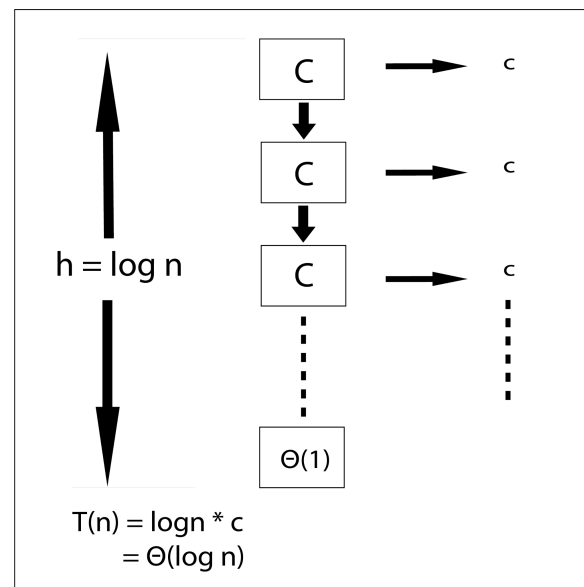 C
c
C
c
h = log n
C
c
Θ(1)
T(n) = logn * c
= Θ(log n)